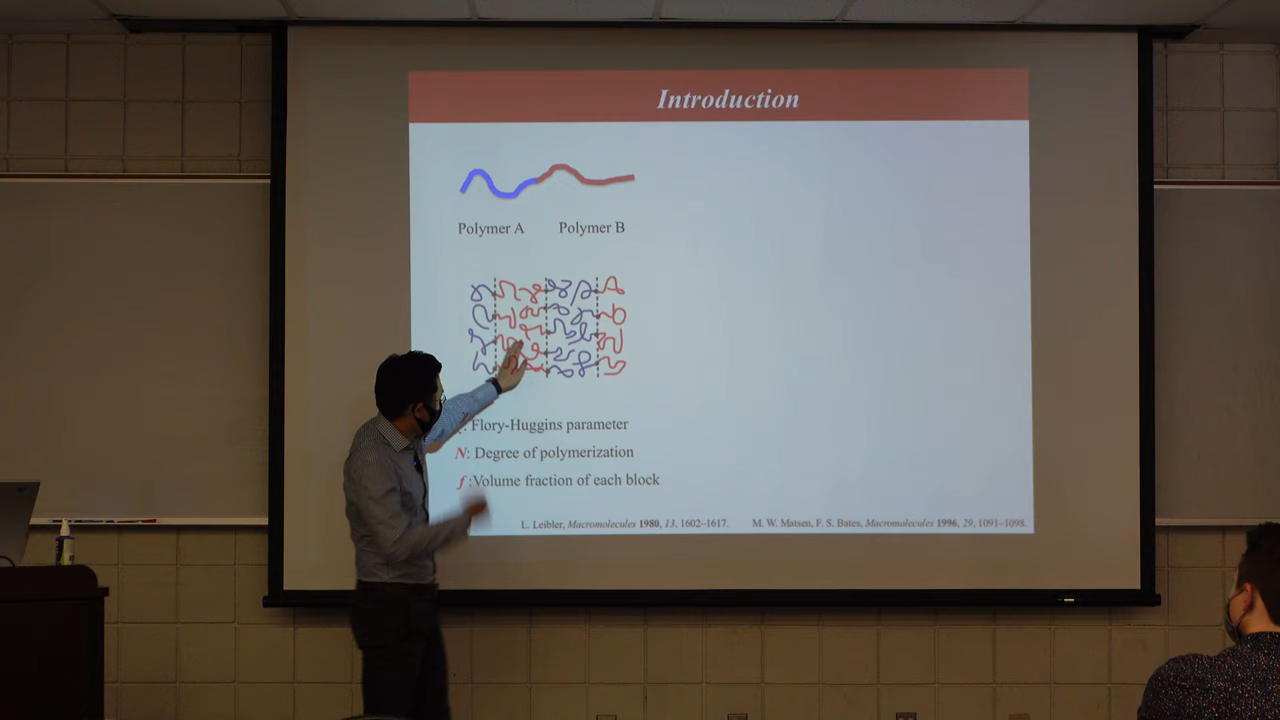 Introduction
Polymer A Polymer B
: Flory-Huggins parameter
N: Degree of polymerization
f :Volume fraction of each block
L. Leibler, Macromolecules 1980, 13, 1602–1617. M. W. Matsen, F. S. Bates, Macromolecules 1996, 29, 1091–1098.